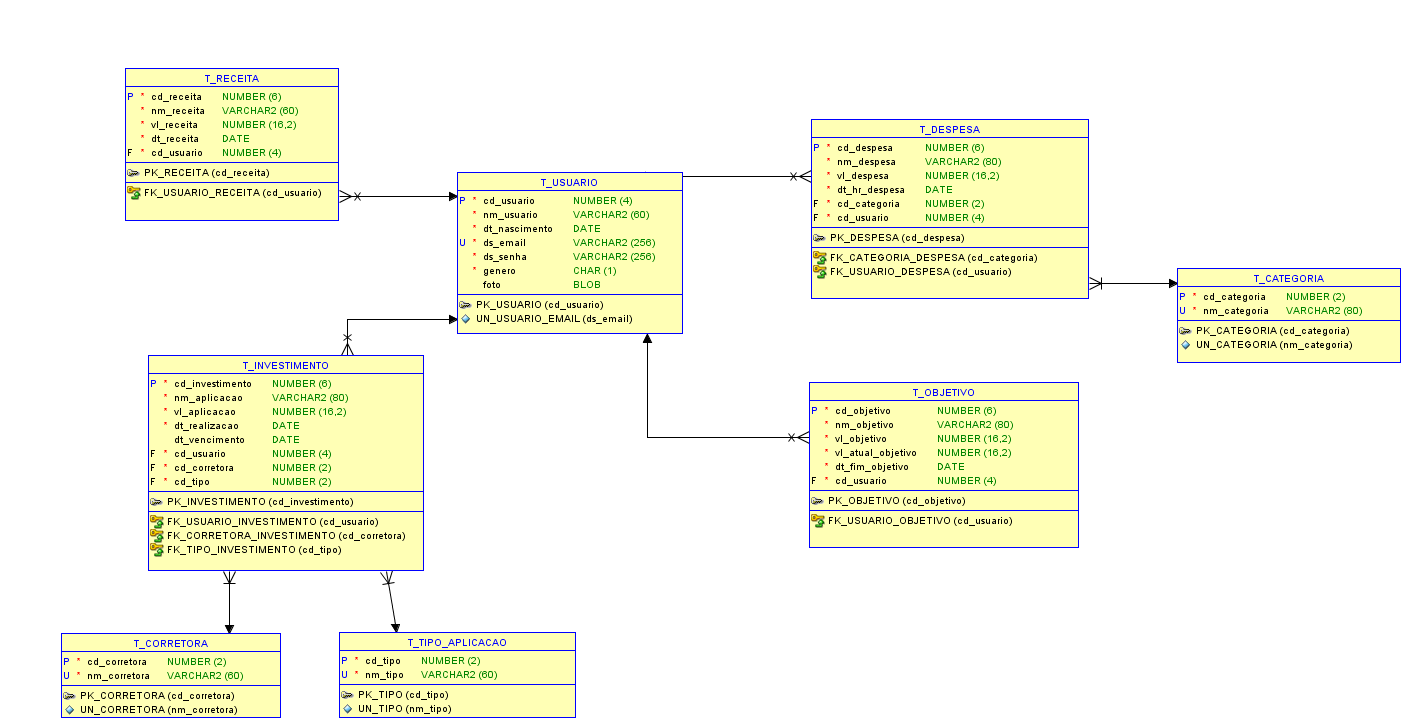 T_RECEITA
P * cd_receita NUMBER (6)
* nm_receita VARCHAR2 (60)
* vl_receita NUMBER (16,2)
* dt_receita DATE
F * cd_usuario NUMBER (4)
PK_RECEITA (cd_receita)
FK_USUARIO_RECEITA (cd_usuario)
T_USUARIO
P * cd_usuario NUMBER (4)
* nm_usuario VARCHAR2 (60)
* dt_nascimento DATE
U * ds_email VARCHAR2 (256)
* ds_senha VARCHAR2 (256)
* genero CHAR (1)
foto BLOB
PK_USUARIO (cd_usuario)
UN_USUARIO_EMAIL (ds_email)
T_DESPESA
P * cd_despesa NUMBER (6)
* nm_despesa VARCHAR2 (80)
* vl_despesa NUMBER (16,2)
* dt_hr_despesa DATE
F * cd_categoria NUMBER (2)
F * cd_usuario NUMBER (4)
PK_DESPESA (cd_despesa)
FK_CATEGORIA_DESPESA (cd_categoria)
FK_USUARIO_DESPESA (cd_usuario)
T_CATEGORIA
P * cd_categoria NUMBER (2)
U * nm_categoria VARCHAR2 (80)
PK_CATEGORIA (cd_categoria)
UN_CATEGORIA (nm_categoria)
T_INVESTIMENTO
P * cd_investimento NUMBER (6)
* nm_aplicacao VARCHAR2 (80)
* vl_aplicacao NUMBER (16,2)
* dt_realizacao DATE
dt_vencimento DATE
F * cd_usuario NUMBER (4)
F * cd_corretora NUMBER (2)
F * cd_tipo NUMBER (2)
PK_INVESTIMENTO (cd_investimento)
FK_USUARIO_INVESTIMENTO (cd_usuario)
FK_CORRETORA_INVESTIMENTO (cd_corretora)
FK_TIPO_INVESTIMENTO (cd_tipo)
T_OBJETIVO
P * cd_objetivo NUMBER (6)
* nm_objetivo VARCHAR2 (80)
* vl_objetivo NUMBER (16,2)
* vl_atual_objetivo NUMBER (16,2)
* dt_fim_objetivo DATE
F * cd_usuario NUMBER (4)
PK_OBJETIVO (cd_objetivo)
FK_USUARIO_OBJETIVO (cd_usuario)
T_CORRETORA
P * cd_corretora NUMBER (2)
U * nm_corretora VARCHAR2 (60)
PK_CORRETORA (cd_corretora)
UN_CORRETORA (nm_corretora)
T_TIPO_APLICACAO
P * cd_tipo NUMBER (2)
U * nm_tipo VARCHAR2 (60)
PK_TIPO (cd_tipo)
UN_TIPO (nm_tipo)